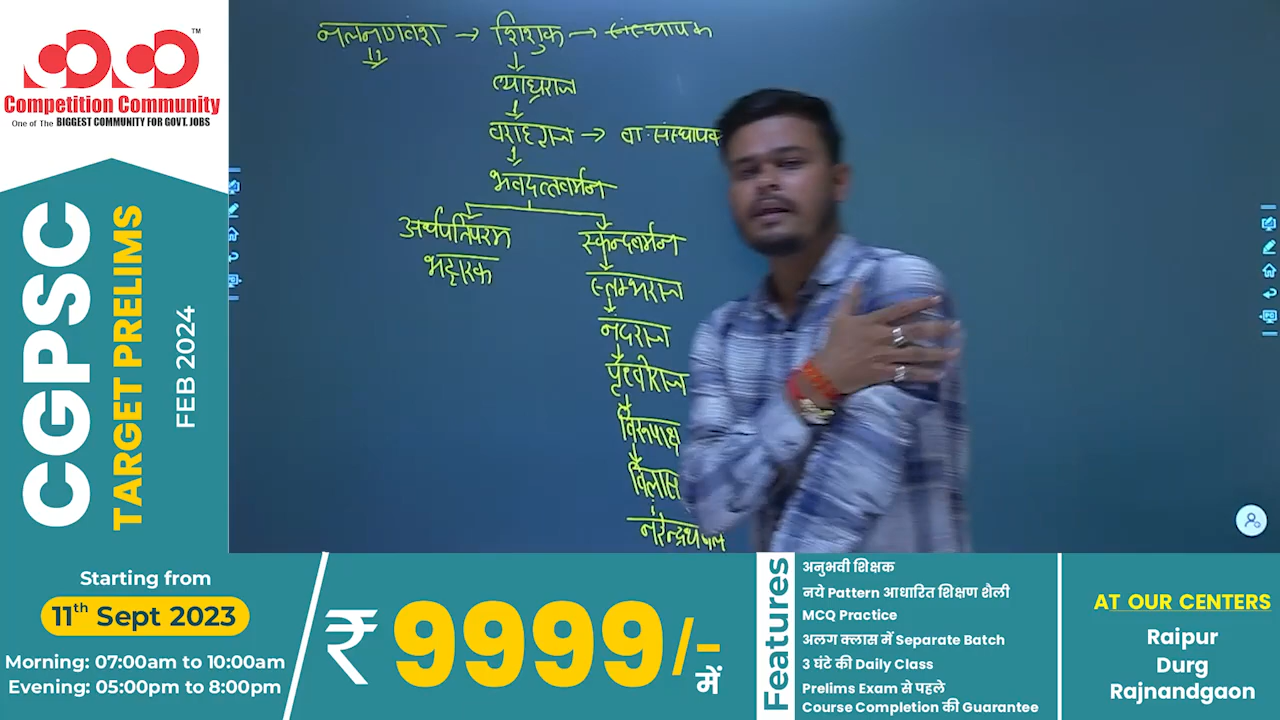 TM
Competition Community
One of The BIGGEST COMMUNITY FOR GOVT. JOBS
CGPSC
TARGET PRELIMS
FEB 2024
→ शिशुक → संस्थापक
व्याघ्रराज
वराहराज → वा. संस्थापक
भवदत्तवर्मन
अर्थपतिपरम स्कन्दवर्मन
भट्टारक
स्तम्भराज
नंदराज
पृथ्वीराज
विरुपाक्ष
विलास
Starting from
11th Sept 2023
Morning: 07:00am to 10:00am
Evening: 05:00pm to 8:00pm
₹ 9999/- में
Features
अनुभवी शिक्षक
नये Pattern आधारित शिक्षण शैली
MCQ Practice
अलग क्लास में Separate Batch
3 घंटे की Daily Class
Prelims Exam से पहले
Course Completion की Guarantee
AT OUR CENTERS
Raipur
Durg
Rajnandgaon